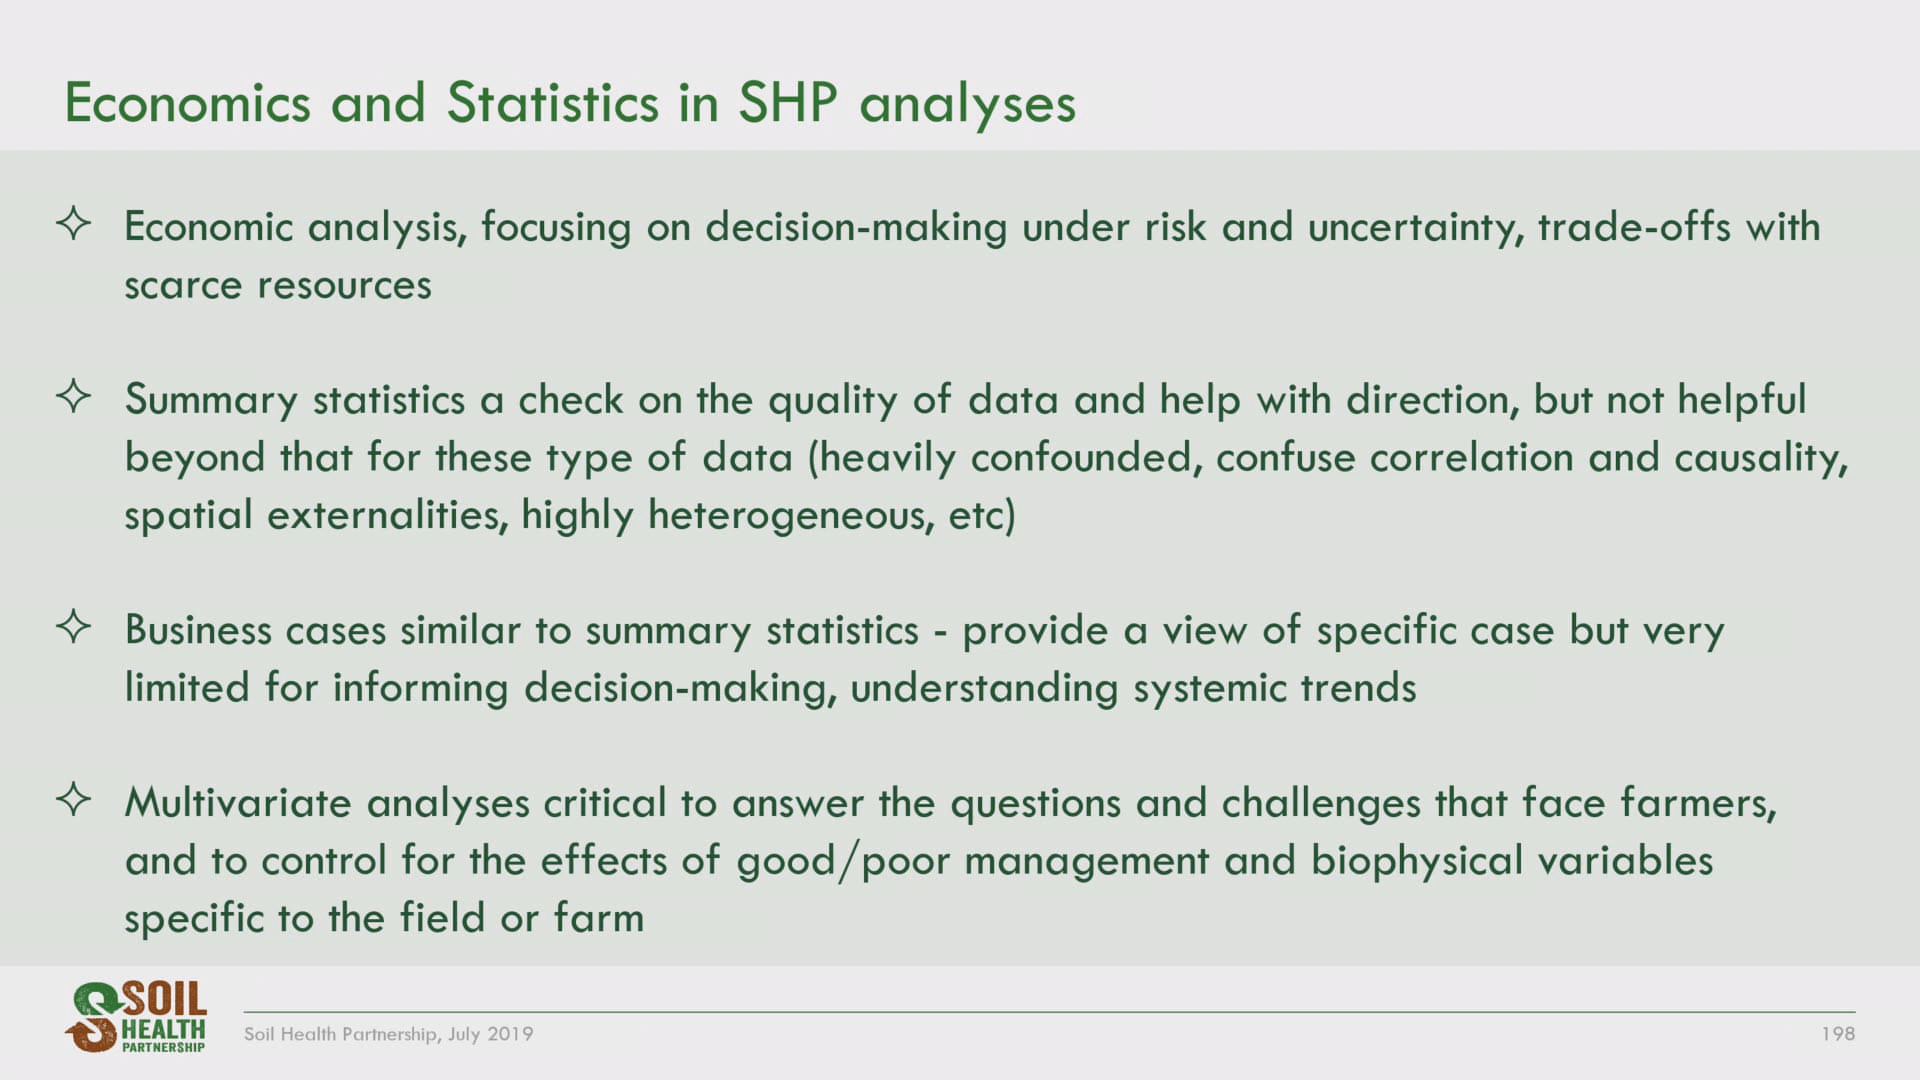 Economics and Statistics in SHP analyses
Economic analysis, focusing on decision-making under risk and uncertainty, trade-offs with
scarce resources
Summary statistics a check on the quality of data and help with direction, but not helpful
beyond that for these type of data (heavily confounded, confuse correlation and causality,
spatial externalities, highly heterogeneous, etc)
Business cases similar to summary statistics - provide a view of specific case but very
limited for informing decision-making, understanding systemic trends
Multivariate analyses critical to answer the questions and challenges that face farmers,
and to control for the effects of good/poor management and biophysical variables
specific to the field or farm
SOIL
HEALTH
PARTNERSHIP
Soil Health Partnership, July 2019
198